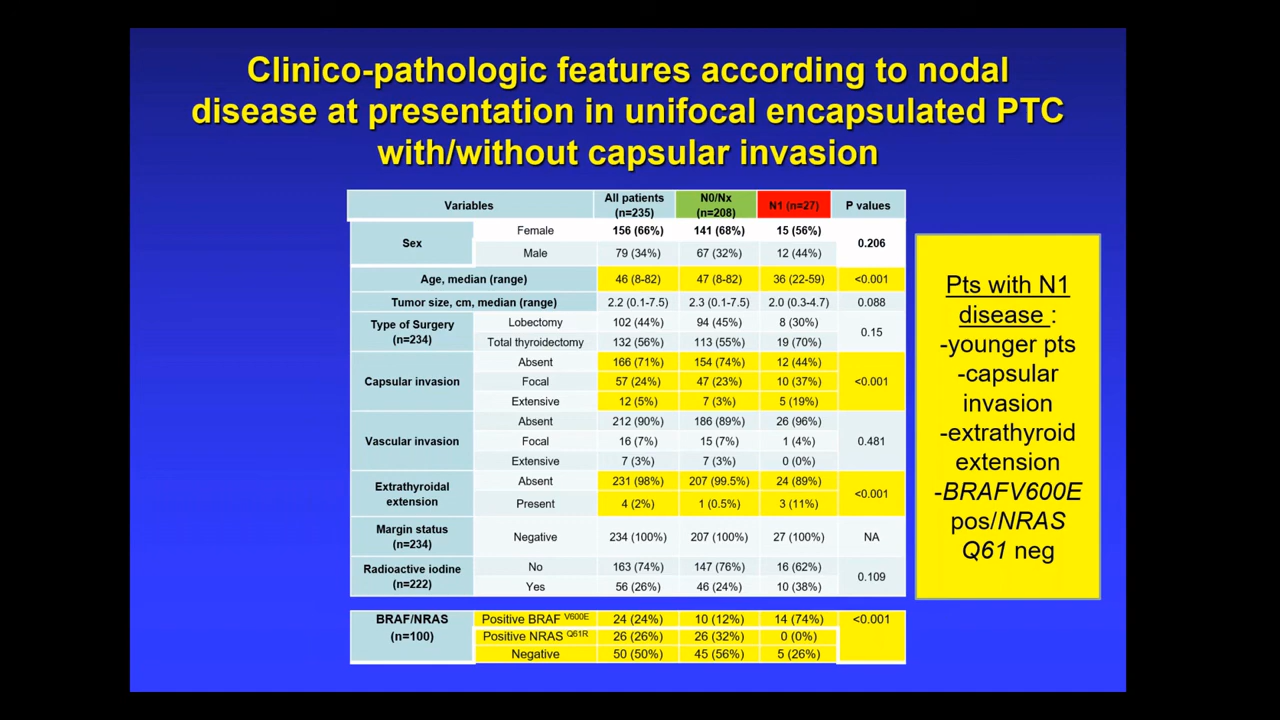 Clinico-pathologic features according to nodal
disease at presentation in unifocal encapsulated PTC
with/without capsular invasion
Variables All patients (n=235) N0/Nx (n=208) N1 (n=27) P values
Sex Female 156 (66%) 141 (68%) 15 (56%) 0.206
Male 79 (34%) 67 (32%) 12 (44%)
Age, median (range) 46 (8-82) 47 (8-82) 36 (22-59) <0.001
Tumor size, cm, median (range) 2.2 (0.1-7.5) 2.3 (0.1-7.5) 2.0 (0.3-4.7) 0.088
Type of Surgery (n=234) Lobectomy 102 (44%) 94 (45%) 8 (30%) 0.15
Total thyroidectomy 132 (56%) 113 (55%) 19 (70%)
Capsular invasion Absent 166 (71%) 154 (74%) 12 (44%) <0.001
Focal 57 (24%) 47 (23%) 10 (37%)
Extensive 12 (5%) 7 (3%) 5 (19%)
Vascular invasion Absent 212 (90%) 186 (89%) 26 (96%) 0.481
Focal 16 (7%) 15 (7%) 1 (4%)
Extensive 7 (3%) 7 (3%) 0 (0%)
Extrathyroidal extension Absent 231 (98%) 207 (99.5%) 24 (89%) <0.001
Present 4 (2%) 1 (0.5%) 3 (11%)
Margin status (n=234) Negative 234 (100%) 207 (100%) 27 (100%) NA
Radioactive iodine (n=222) No 163 (74%) 147 (76%) 16 (62%) 0.109
Yes 56 (26%) 46 (24%) 10 (38%)
BRAF/NRAS (n=100) Positive BRAF V600E 24 (24%) 10 (12%) 14 (74%) <0.001
Positive NRAS Q61R 26 (26%) 26 (32%) 0 (0%)
Negative 50 (50%) 45 (56%) 5 (26%)
Pts with N1
disease :
-younger pts
-capsular
invasion
-extrathyroid
extension
-BRAFV600E
pos/NRAS
Q61 neg